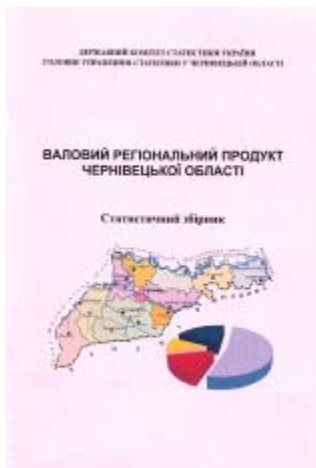 ДЕРЖАВНИЙ КОМІТЕТ СТАТИСТИКИ УКРАЇНИ
ГОЛОВНЕ УПРАВЛІННЯ СТАТИСТИКИ У ЧЕРНІВЕЦЬКІЙ ОБЛАСТІ
ВАЛОВИЙ РЕГІОНАЛЬНИЙ ПРОДУКТ
ЧЕРНІВЕЦЬКОЇ ОБЛАСТІ
Статистичний збірник